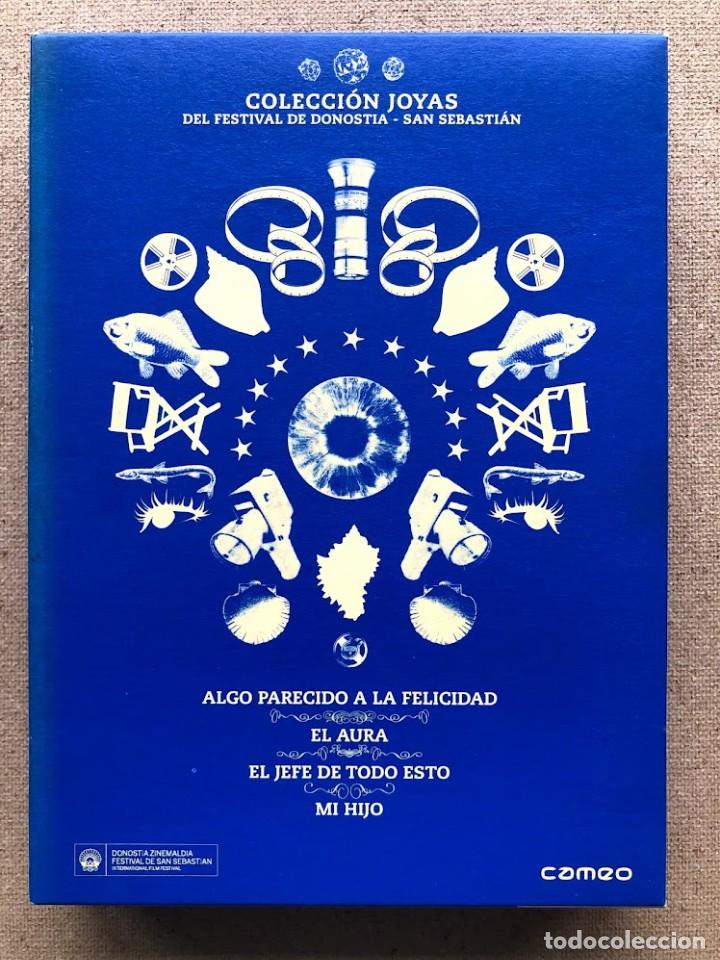 COLECCIÓN JOYAS
DEL FESTIVAL DE DONOSTIA - SAN SEBASTIÁN
ALGO PARECIDO A LA FELICIDAD
EL AURA
EL JEFE DE TODO ESTO
MI HIJO
DONOSTIA ZINEMALDIA
FESTIVAL DE SAN SEBASTIAN
INTERNATIONAL FILM FESTIVAL
cameo
todocoleccion